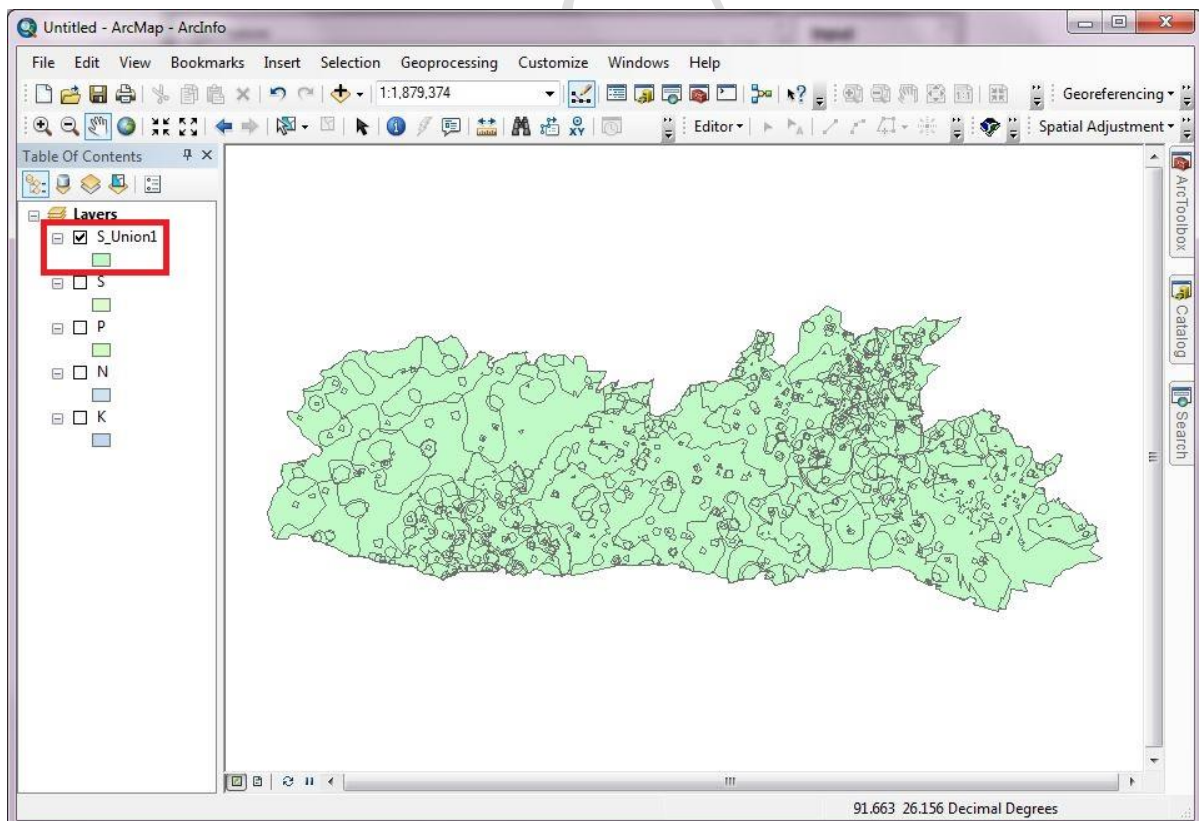 Untitled - ArcMap - ArcInfo
File Edit View Bookmarks Insert Selection Geoprocessing Customize Windows Help
1:1,879,374
Georeferencing
Editor
Spatial Adjustment
Table Of Contents
Layers
S_Union1
S
P
N
K
ArcToolbox
Catalog
Search
91.663 26.156 Decimal Degrees